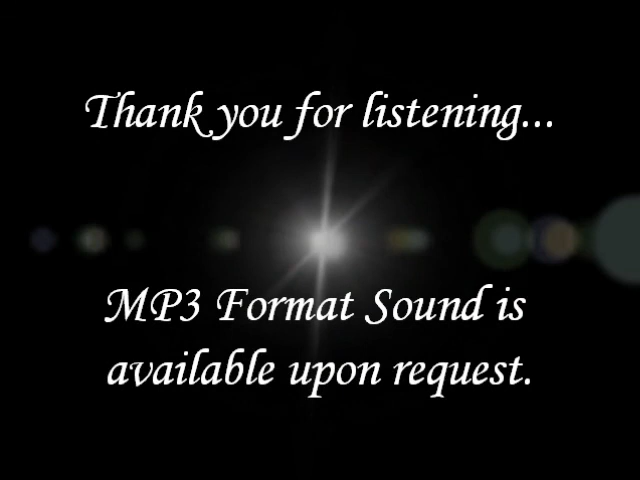 Thank you for listening...
MP3 Format Sound is
available upon request.